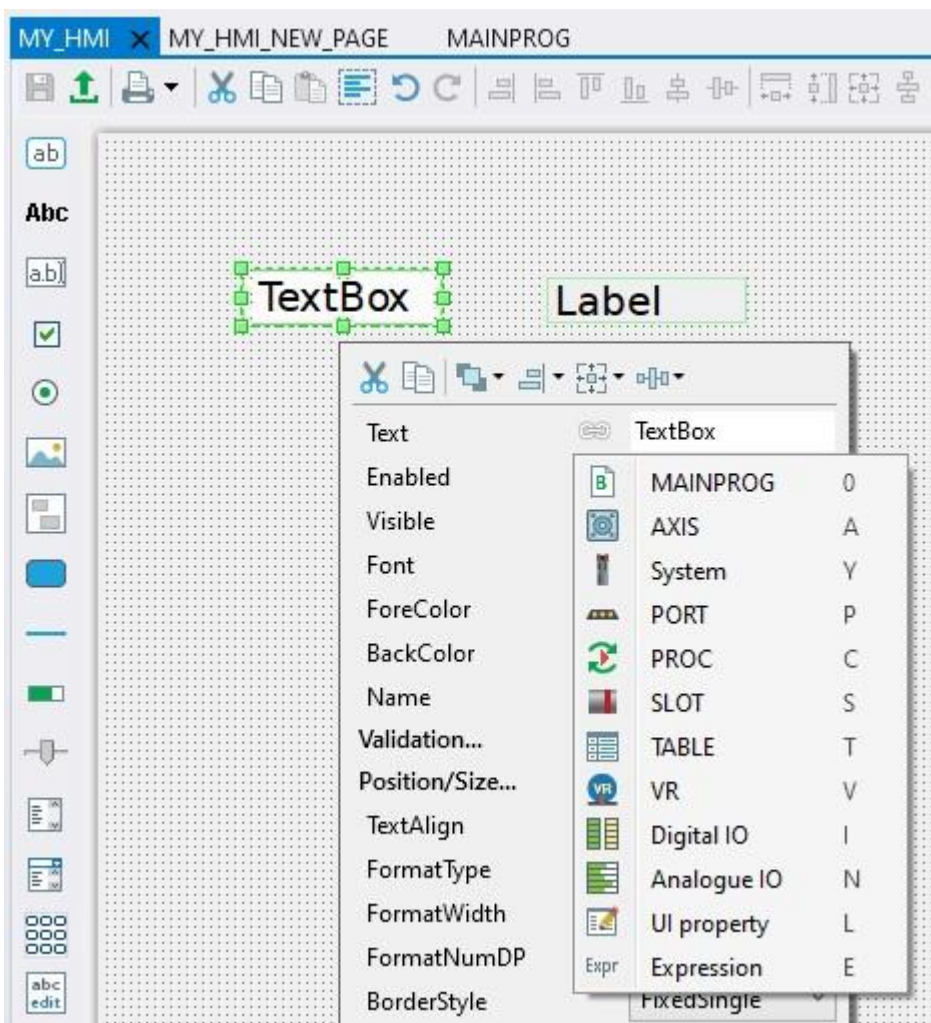 MY_HMI MY_HMI_NEW_PAGE MAINPROG
ab
Abc
a.b
TextBox Label
Text TextBox
Enabled
Visible
Font
ForeColor
BackColor
Name
Validation...
Position/Size...
TextAlign
FormatType
FormatWidth
FormatNumDP
BorderStyle FixedSingle
B MAINPROG 0
AXIS A
System Y
PORT P
PROC C
SLOT S
TABLE T
VR VR V
Digital IO I
Analogue IO N
UI property L
Expr Expression E
abc
edit